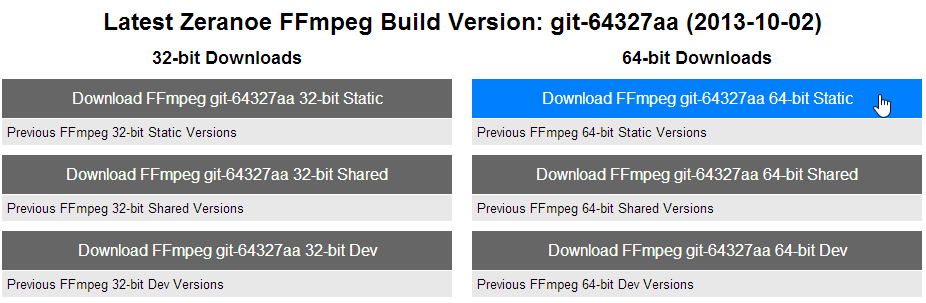 Latest Zeranoe FFmpeg Build Version: git-64327aa (2013-10-02)
32-bit Downloads
Download FFmpeg git-64327aa 32-bit Static
Previous FFmpeg 32-bit Static Versions
Download FFmpeg git-64327aa 32-bit Shared
Previous FFmpeg 32-bit Shared Versions
Download FFmpeg git-64327aa 32-bit Dev
Previous FFmpeg 32-bit Dev Versions
64-bit Downloads
Download FFmpeg git-64327aa 64-bit Static
Previous FFmpeg 64-bit Static Versions
Download FFmpeg git-64327aa 64-bit Shared
Previous FFmpeg 64-bit Shared Versions
Download FFmpeg git-64327aa 64-bit Dev
Previous FFmpeg 64-bit Dev Versions